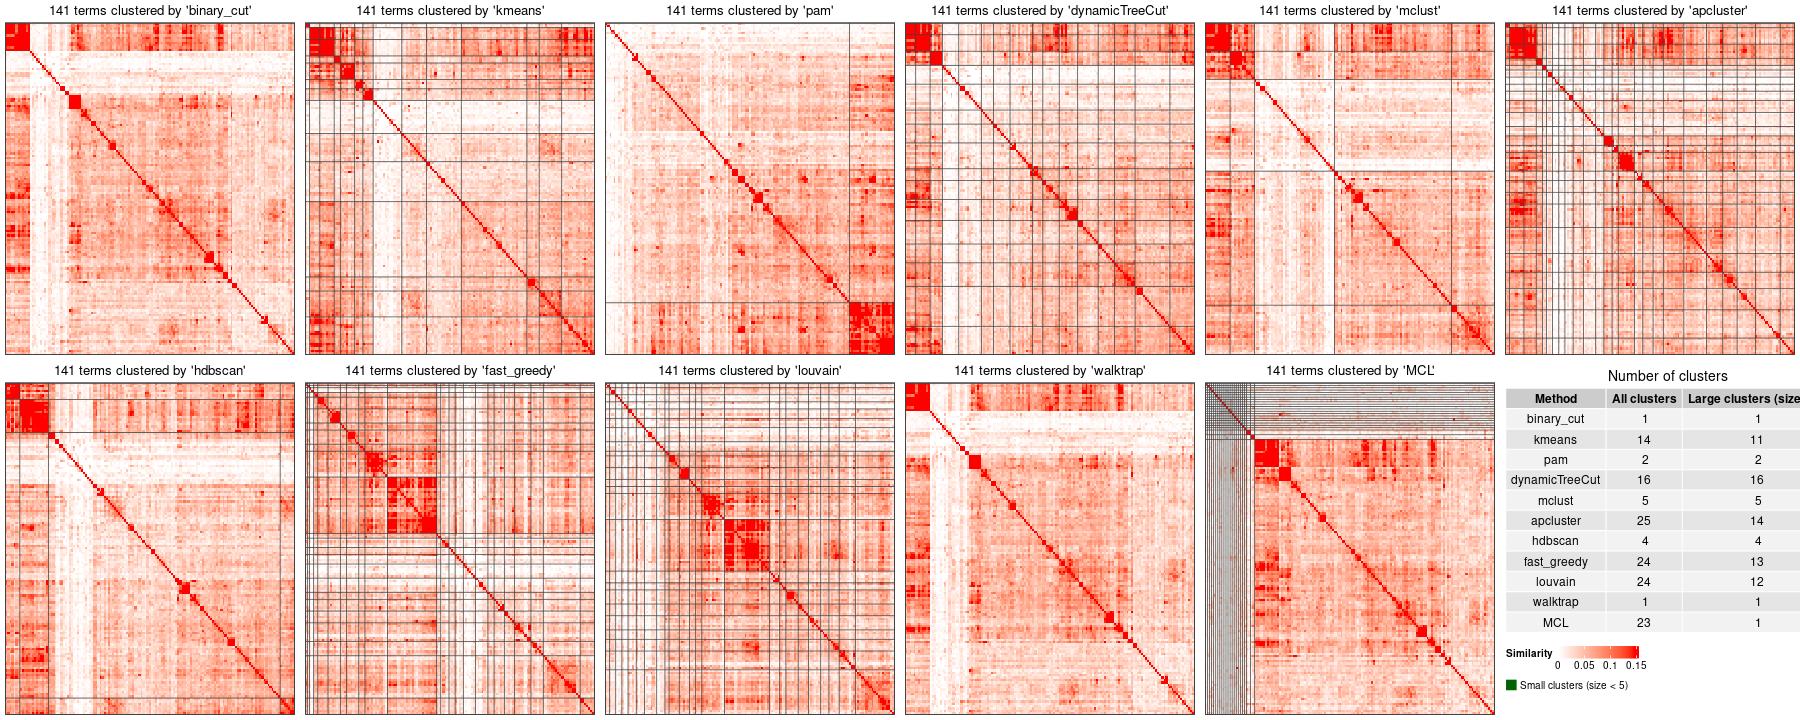 141 terms clustered by 'binary_cut'
141 terms clustered by 'kmeans'
141 terms clustered by 'pam'
141 terms clustered by 'dynamicTreeCut'
141 terms clustered by 'mclust'
141 terms clustered by 'apcluster'
141 terms clustered by 'hdbscan'
141 terms clustered by 'fast_greedy'
141 terms clustered by 'louvain'
141 terms clustered by 'walktrap'
141 terms clustered by 'MCL'
Number of clusters
Method All clusters Large clusters (size
binary_cut 1 1
kmeans 14 11
pam 2 2
dynamicTreeCut 16 16
mclust 5 5
apcluster 25 14
hdbscan 4 4
fast_greedy 24 13
louvain 24 12
walktrap 1 1
MCL 23 1
Similarity
0 0.05 0.1 0.15
Small clusters (size < 5)